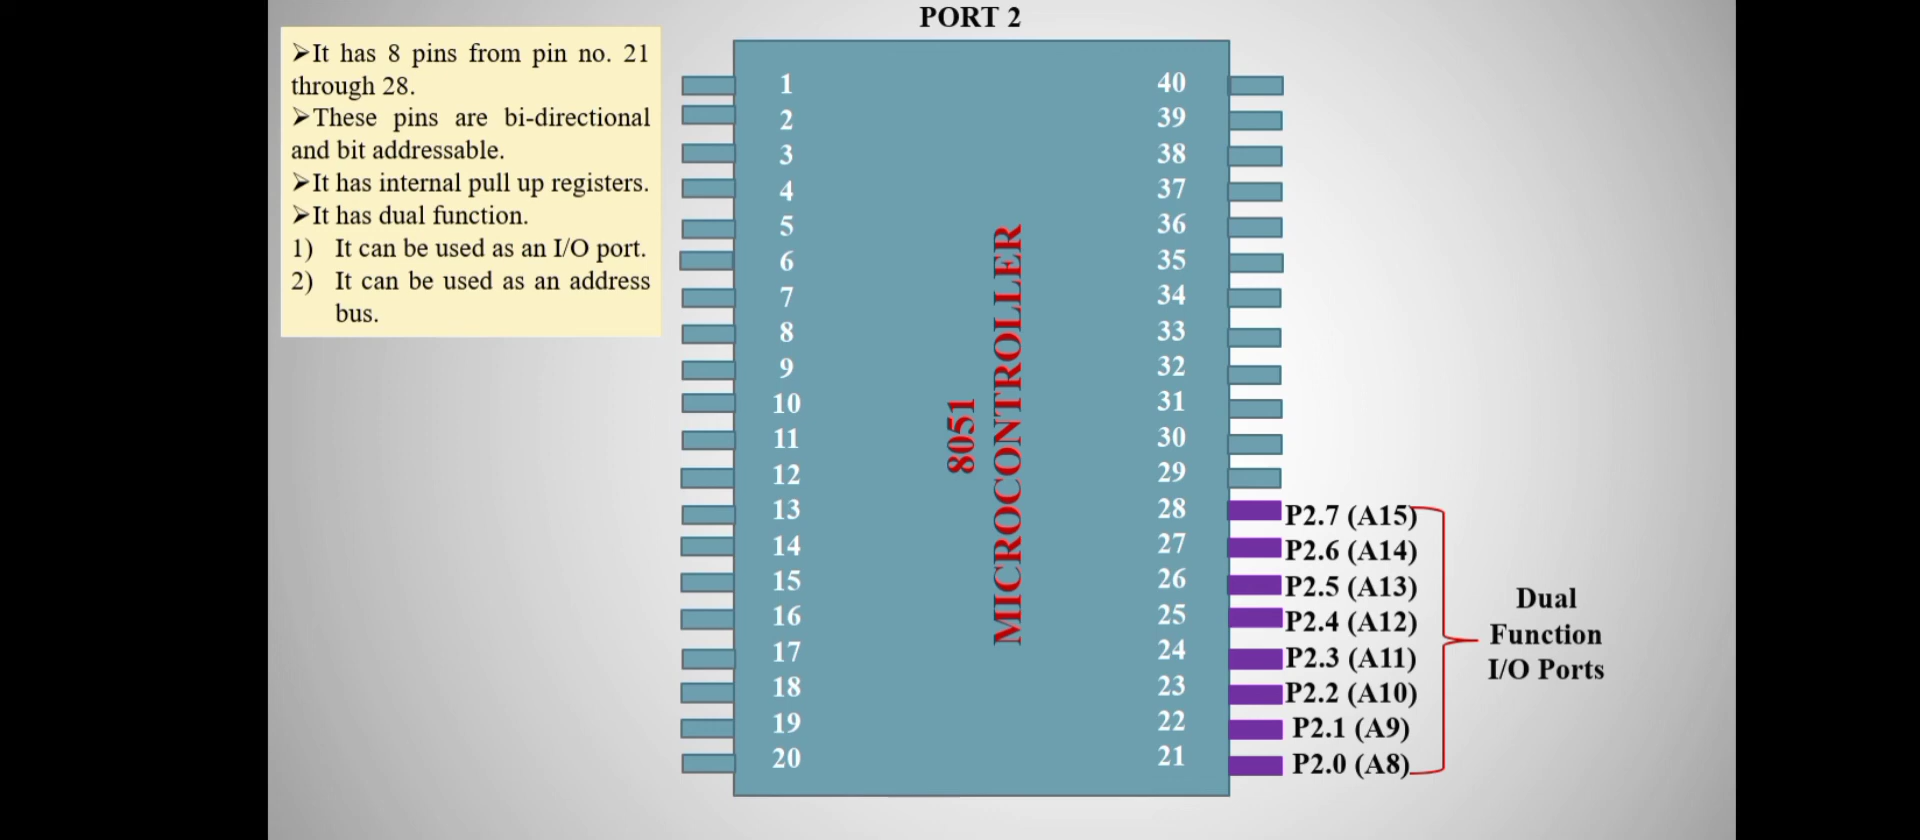 PORT 2
➢It has 8 pins from pin no. 21
through 28.
➢These pins are bi-directional
and bit addressable.
➢It has internal pull up registers.
➢It has dual function.
1) It can be used as an I/O port.
2) It can be used as an address
bus.
1
2
3
4
5
6
7
8
9
10
11
12
13
14
15
16
17
18
19
20
8051
MICROCONTROLLER
40
39
38
37
36
35
34
33
32
31
30
29
28
27
26
25
24
23
22
21
P2.7 (A15)
P2.6 (A14)
P2.5 (A13)
P2.4 (A12)
P2.3 (A11)
P2.2 (A10)
P2.1 (A9)
P2.0 (A8)
Dual
Function
I/O Ports